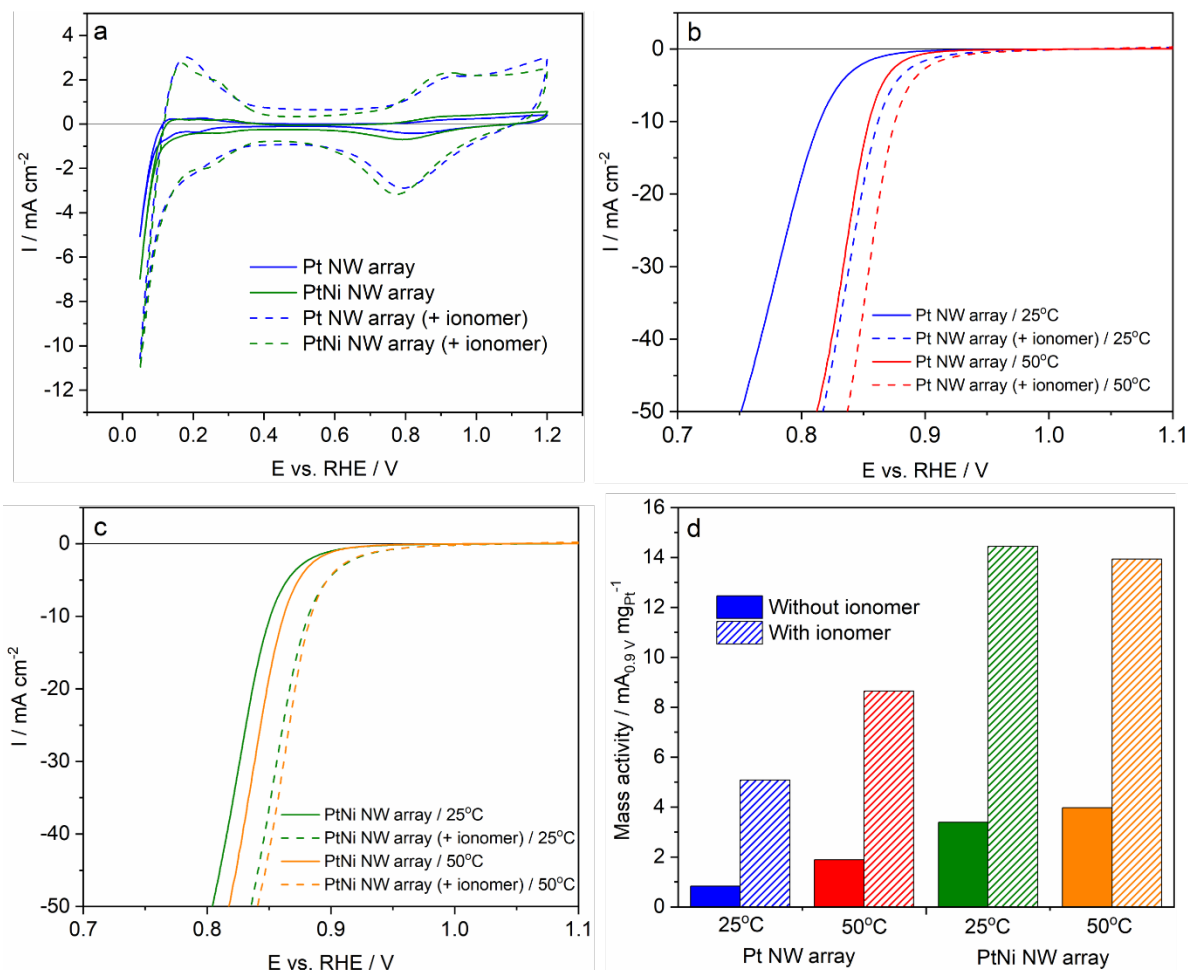 a
4
2
0
-2
-4
-6
-8
-10
-12
I / mA cm⁻²
Pt NW array
PtNi NW array
Pt NW array (+ ionomer)
PtNi NW array (+ ionomer)
0.0 0.2 0.4 0.6 0.8 1.0 1.2
E vs. RHE / V
b
0
-10
-20
-30
-40
-50
I / mA cm⁻²
Pt NW array / 25°C
Pt NW array (+ ionomer) / 25°C
Pt NW array / 50°C
Pt NW array (+ ionomer) / 50°C
0.7 0.8 0.9 1.0 1.1
E vs. RHE / V
c
0
-10
-20
-30
-40
-50
I / mA cm⁻²
PtNi NW array / 25°C
PtNi NW array (+ ionomer) / 25°C
PtNi NW array / 50°C
PtNi NW array (+ ionomer) / 50°C
0.7 0.8 0.9 1.0 1.1
E vs. RHE / V
d
16
14
12
10
8
6
4
2
0
Mass activity / mA0.9 V mgPt⁻¹
Without ionomer
With ionomer
25°C 50°C 25°C 50°C
Pt NW array PtNi NW array